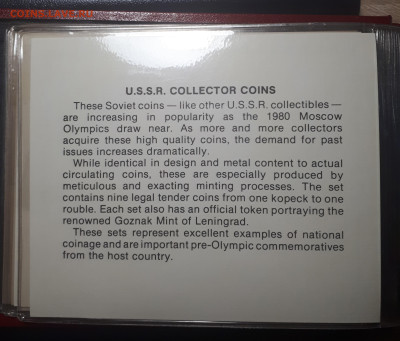 U.S.S.R. COLLECTOR COINS
These Soviet coins — like other U.S.S.R. collectibles —
are increasing in popularity as the 1980 Moscow
Olympics draw near. As more and more collectors
acquire these high quality coins, the demand for past
issues increases dramatically.
While identical in design and metal content to actual
circulating coins, these are especially produced by
meticulous and exacting minting processes. The set
contains nine legal tender coins from one kopeck to one
rouble. Each set also has an official token portraying the
renowned Goznak Mint of Leningrad.
These sets represent excellent examples of national
coinage and are important pre-Olympic commemoratives
from the host country.